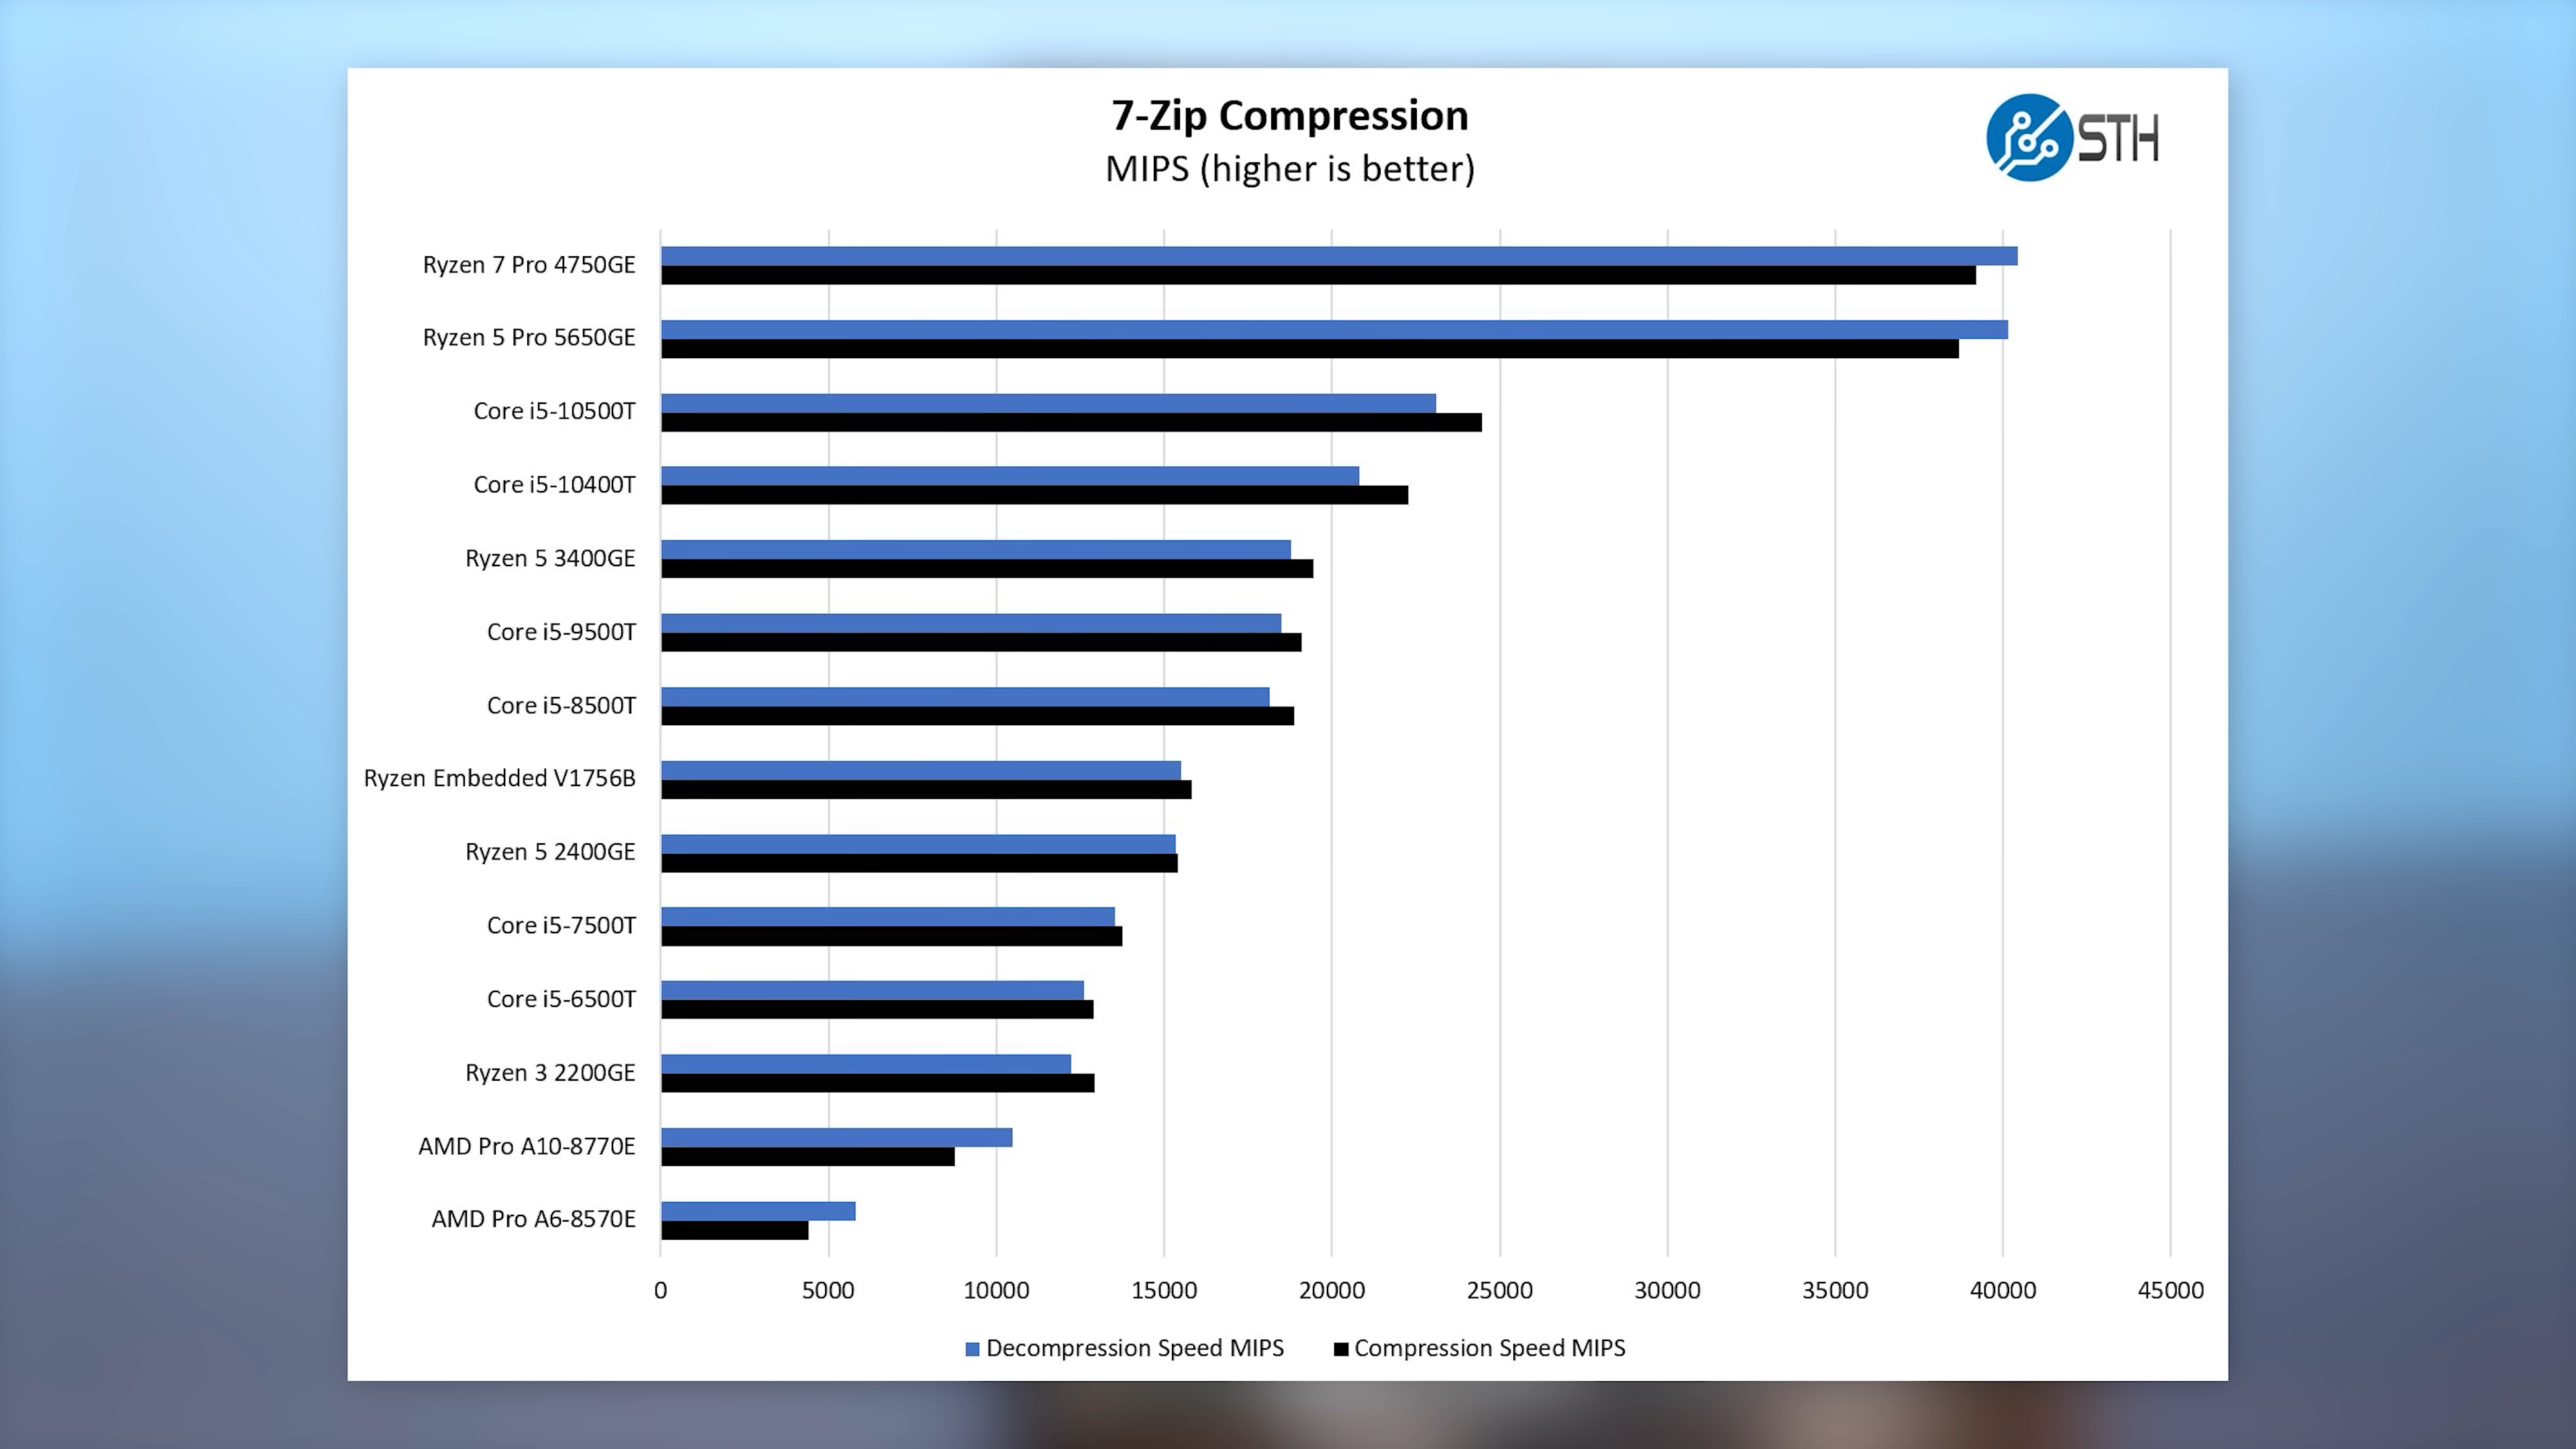 7-Zip Compression
MIPS (higher is better)
STH
Ryzen 7 Pro 4750GE
Ryzen 5 Pro 5650GE
Core i5-10500T
Core i5-10400T
Ryzen 5 3400GE
Core i5-9500T
Core i5-8500T
Ryzen Embedded V1756B
Ryzen 5 2400GE
Core i5-7500T
Core i5-6500T
Ryzen 3 2200GE
AMD Pro A10-8770E
AMD Pro A6-8570E
0 5000 10000 15000 20000 25000 30000 35000 40000 45000
Decompression Speed MIPS Compression Speed MIPS